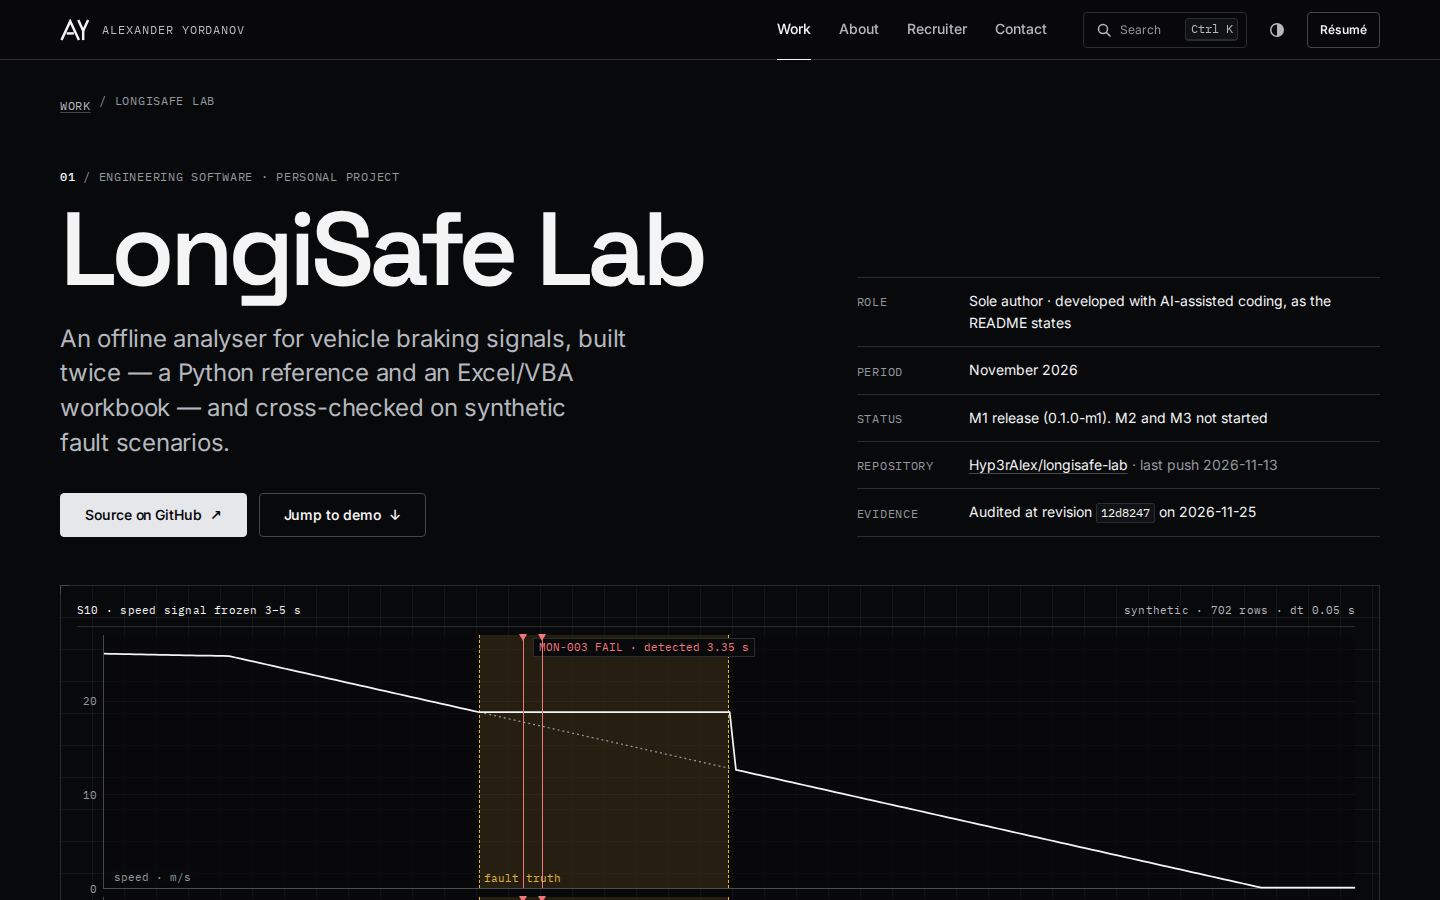 AY ALEXANDER YORDANOV
Work About Recruiter Contact Search Ctrl K Résumé
WORK / LONGISAFE LAB
01 / ENGINEERING SOFTWARE · PERSONAL PROJECT
LongiSafe Lab
An offline analyser for vehicle braking signals, built
twice — a Python reference and an Excel/VBA
workbook — and cross-checked on synthetic
fault scenarios.
Source on GitHub ↗ Jump to demo ↓
ROLE Sole author · developed with AI-assisted coding, as the
README states
PERIOD November 2026
STATUS M1 release (0.1.0-m1). M2 and M3 not started
REPOSITORY Hyp3rAlex/longisafe-lab · last push 2026-11-13
EVIDENCE Audited at revision 12d8247 on 2026-11-25
S10 · speed signal frozen 3–5 s synthetic · 702 rows · dt 0.05 s
MON-003 FAIL · detected 3.35 s
20
10
speed · m/s fault truth
0